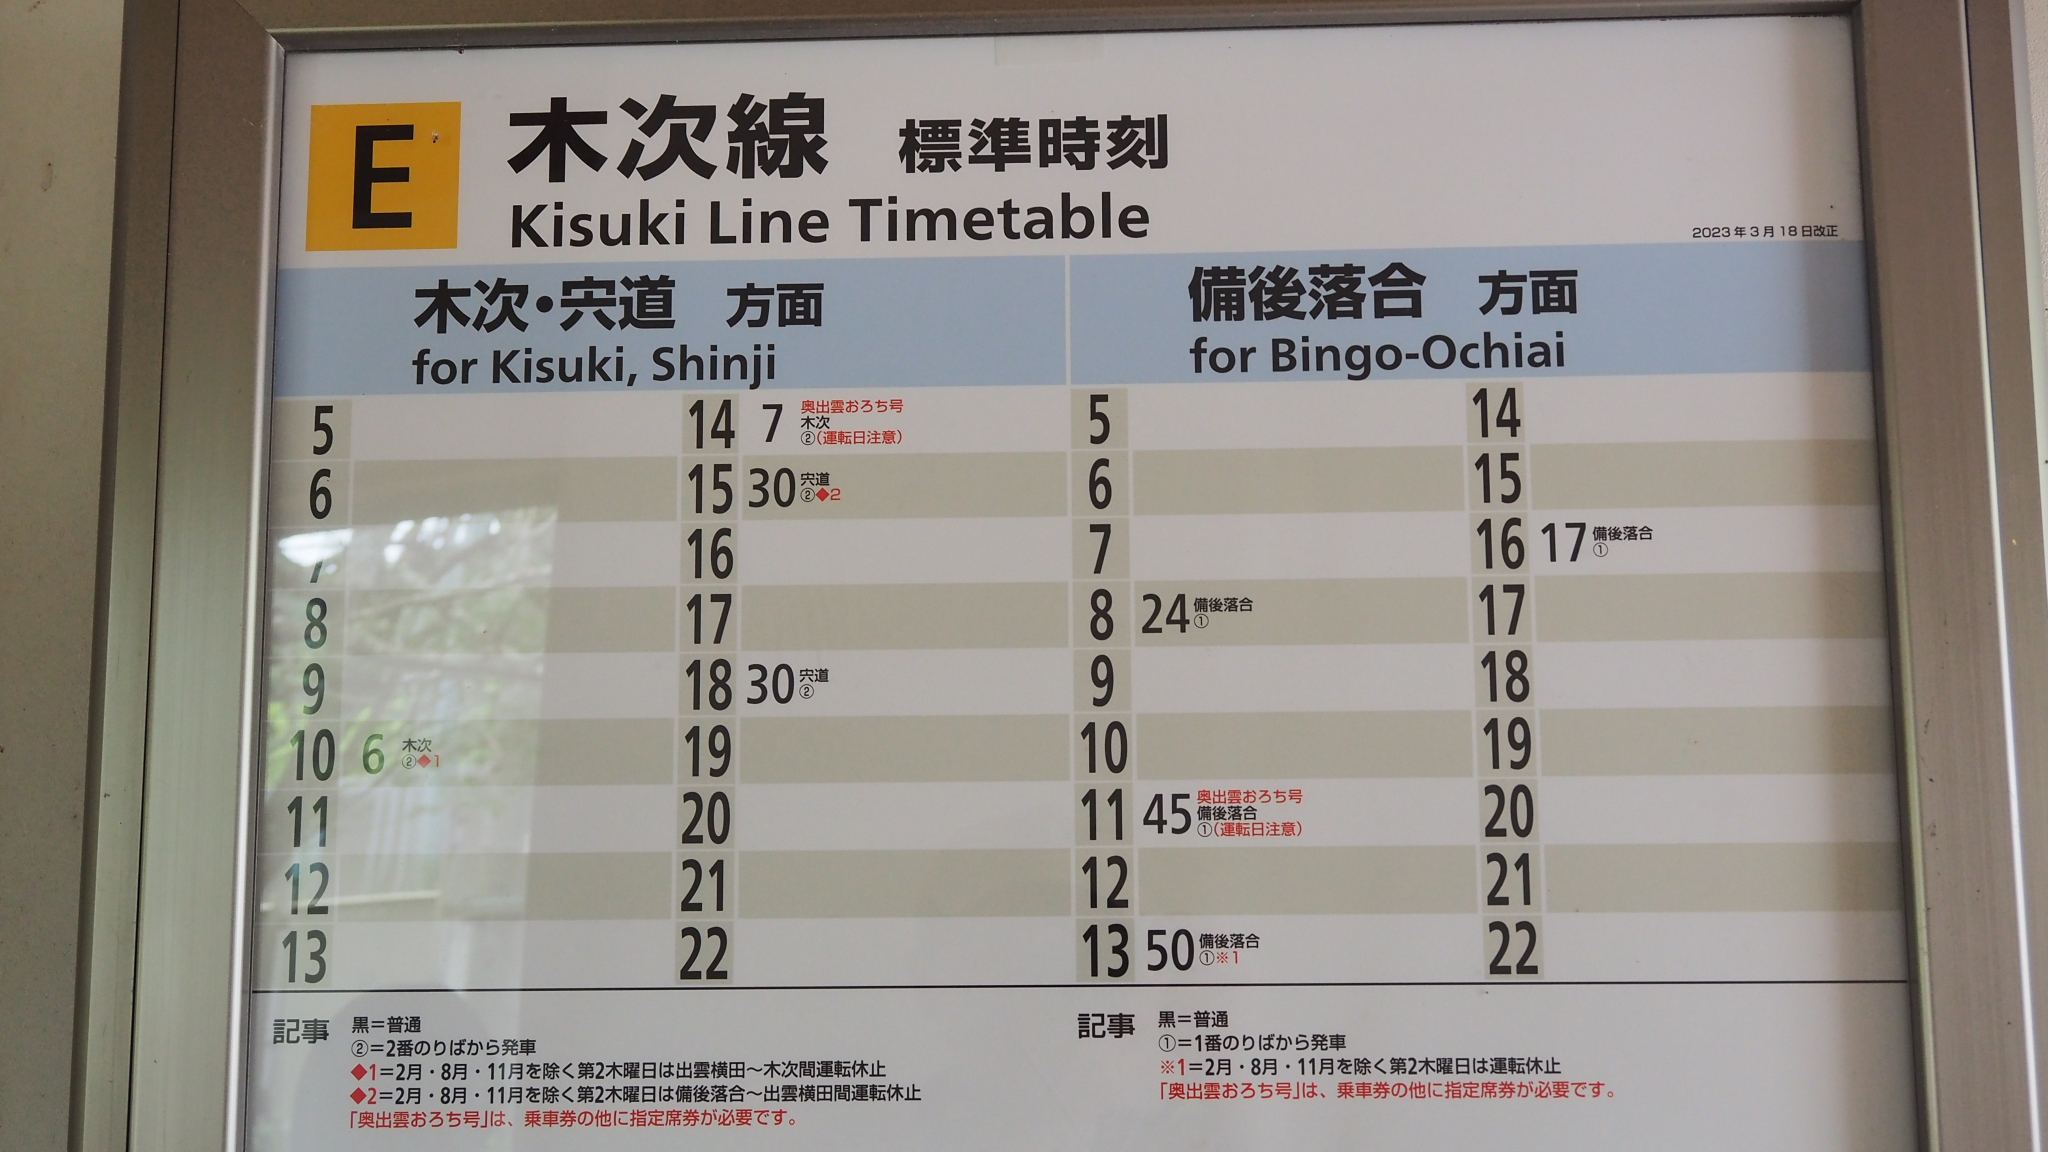 E
木次線 標準時刻
Kisuki Line Timetable
2023年3月18日改正
木次・宍道 方面
for Kisuki, Shinji
5
6
7
8
9
10 6 木次 ②◆1
11
12
13
14 7 奥出雲おろち号 木次 ②(運転日注意)
15 30 宍道 ②◆2
16
17
18 30 宍道 ②
19
20
21
22
記事
黒=普通
②=2番のりばから発車
◆1=2月・8月・11月を除く第2木曜日は出雲横田〜木次間運転休止
◆2=2月・8月・11月を除く第2木曜日は備後落合〜出雲横田間運転休止
「奥出雲おろち号」は、乗車券の他に指定席券が必要です。
備後落合 方面
for Bingo-Ochiai
5
6
7
8 24 備後落合 ①
9
10
11 45 奥出雲おろち号 備後落合 ①(運転日注意)
12
13 50 備後落合 ①※1
14
15
16 17 備後落合 ①
17
18
19
20
21
22
記事
黒=普通
①=1番のりばから発車
※1=2月・8月・11月を除く第2木曜日は運転休止
「奥出雲おろち号」は、乗車券の他に指定席券が必要です。